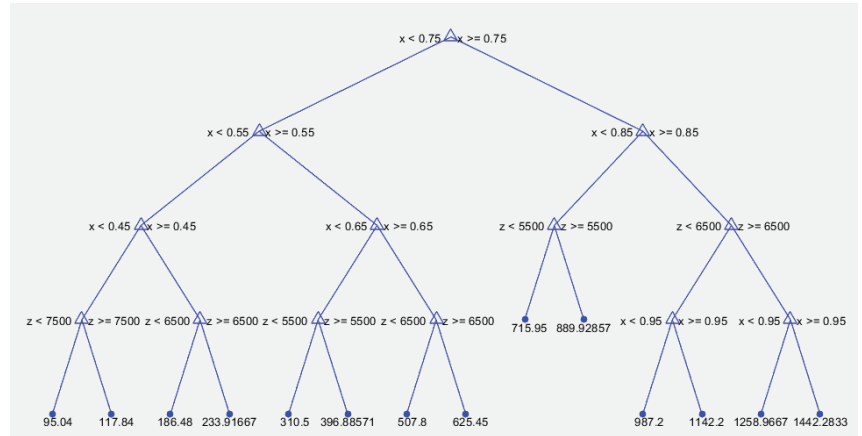 x < 0.75 x >= 0.75
x < 0.55 x >= 0.55 x < 0.85 x >= 0.85
x < 0.45 x >= 0.45 x < 0.65 x >= 0.65 z < 5500 z >= 5500 z < 6500 z >= 6500
z < 7500 z >= 7500 z < 6500 z >= 6500 z < 5500 z >= 5500 z < 6500 z >= 6500 715.95 889.92857 x < 0.95 x >= 0.95 x < 0.95 x >= 0.95
95.04 117.84 186.48 233.91667 310.5 396.88571 507.8 625.45 987.2 1142.2 1258.9667 1442.2833